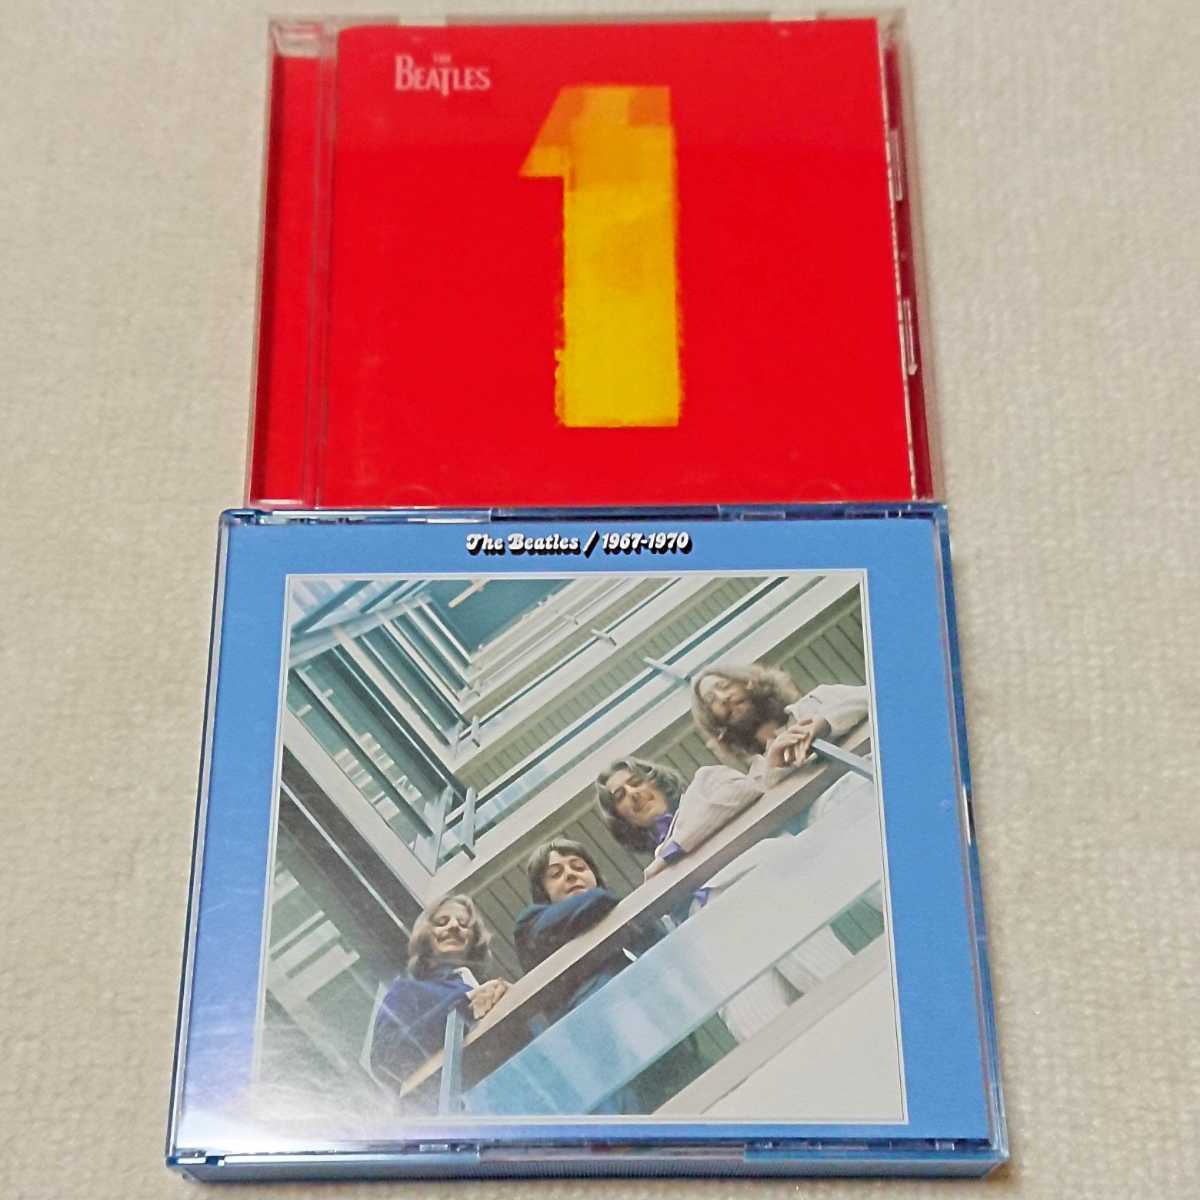 THE
BEATLES
1
The Beatles / 1967-1970